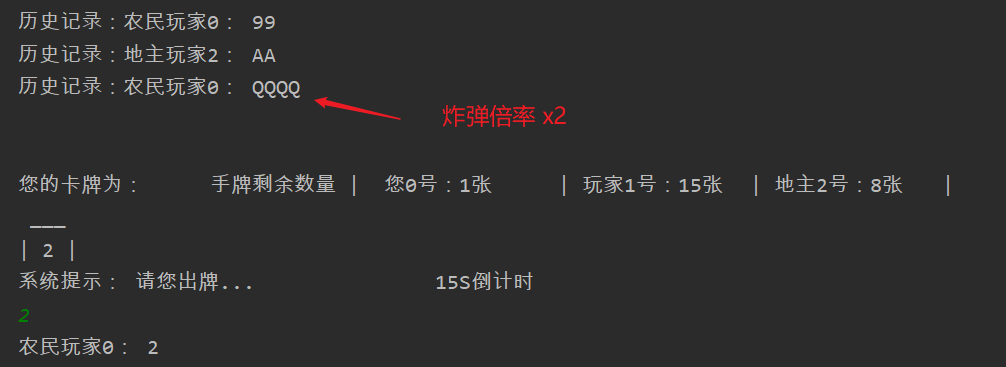 历史记录：农民玩家0： 99
历史记录：地主玩家2： AA
历史记录：农民玩家0： QQQQ
炸弹倍率 x2
您的卡牌为： 手牌剩余数量 | 您0号：1张 | 玩家1号：15张 | 地主2号：8张 |
___
| 2 |
系统提示： 请您出牌... 15S倒计时
2
农民玩家0： 2